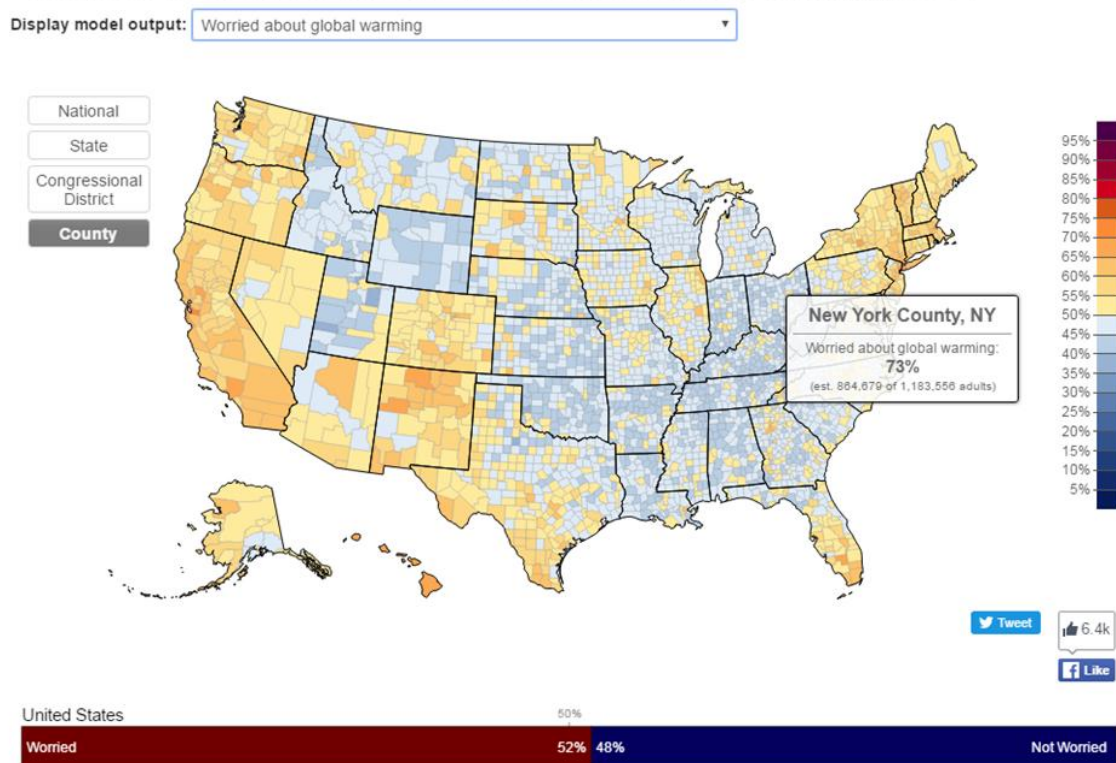 Display model output: Worried about global warming
National
State
Congressional
District
County
95%
90%
85%
80%
75%
70%
65%
60%
55%
50%
45%
40%
35%
30%
25%
20%
15%
10%
5%
New York County, NY
Worried about global warming:
73%
(est. 864,679 of 1,183,556 adults)
Tweet
6.4k
Like
United States
50%
Worried 52% 48% Not Worried